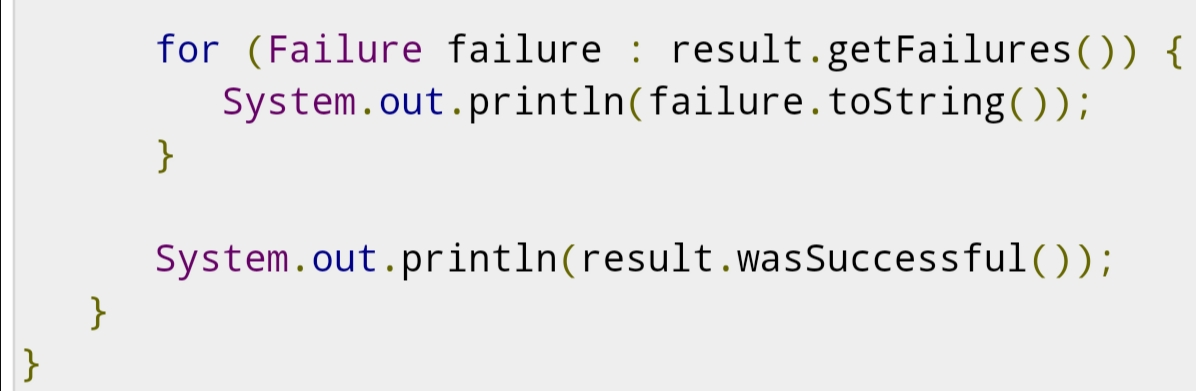 for (Failure failure : result.getFailures()) {
System.out.println(failure.toString());
}
System.out.println(result.wasSuccessful());
}
}